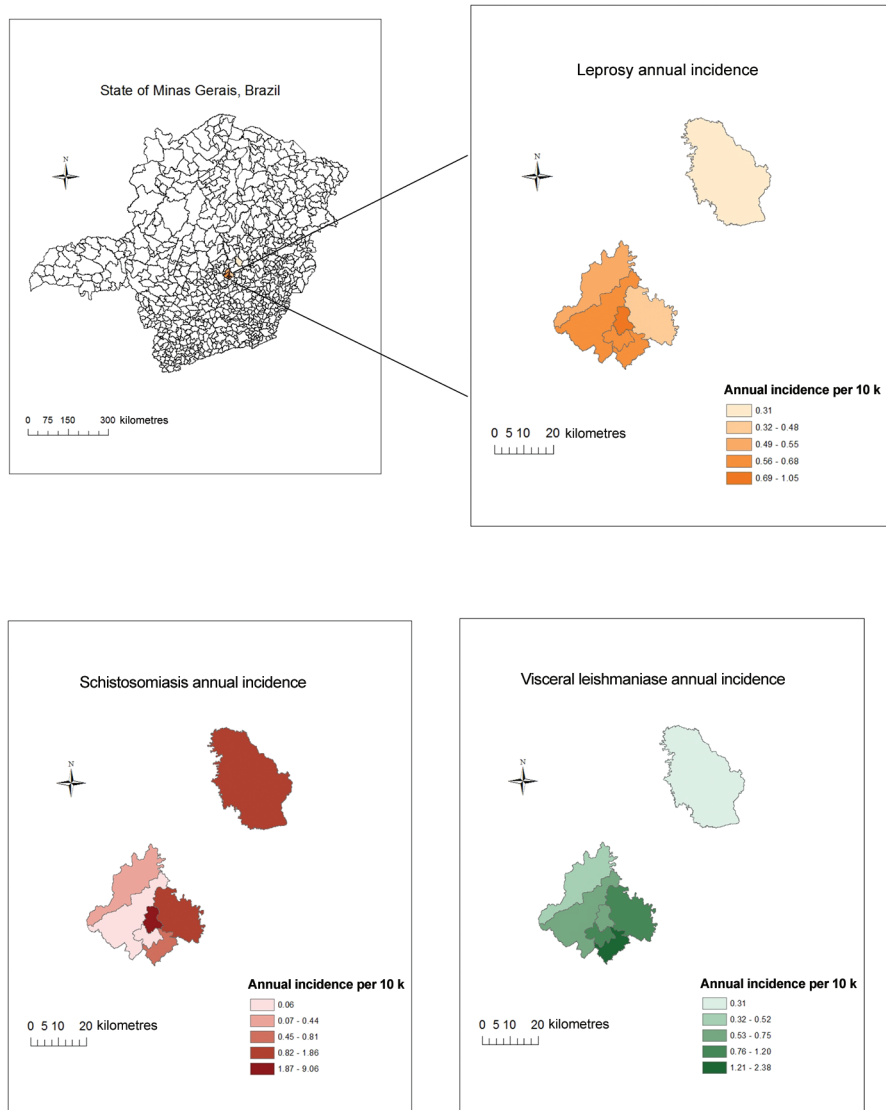 State of Minas Gerais, Brazil
N
0 75 150 300 kilometres
Leprosy annual incidence
N
Annual incidence per 10 k
0.31
0.32 - 0.48
0.49 - 0.55
0.56 - 0.68
0.69 - 1.05
0 5 10 20 kilometres
Schistosomiasis annual incidence
N
Annual incidence per 10 k
0.06
0.07 - 0.44
0.45 - 0.81
0.82 - 1.86
1.87 - 9.06
0 5 10 20 kilometres
Visceral leishmaniase annual incidence
N
Annual incidence per 10 k
0.31
0.32 - 0.52
0.53 - 0.75
0.76 - 1.20
1.21 - 2.38
0 5 10 20 kilometres